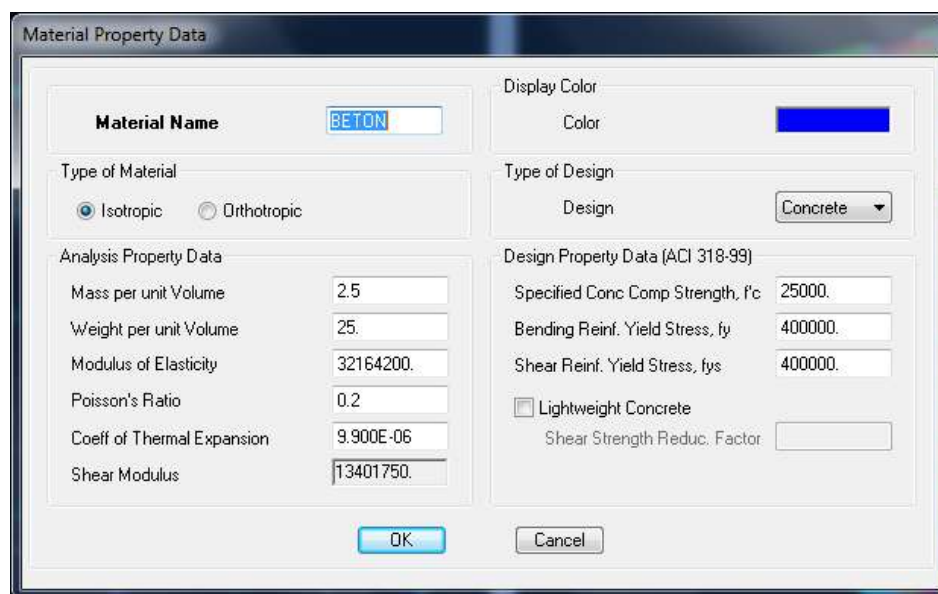 Material Property Data
Material Name BETON
Display Color
Color
Type of Material
Isotropic Orthotropic
Type of Design
Design Concrete
Analysis Property Data
Mass per unit Volume 2.5
Weight per unit Volume 25.
Modulus of Elasticity 32164200.
Poisson's Ratio 0.2
Coeff of Thermal Expansion 9.900E-06
Shear Modulus 13401750.
Design Property Data (ACI 318-99)
Specified Conc Comp Strength, f'c 25000.
Bending Reinf. Yield Stress, fy 400000.
Shear Reinf. Yield Stress, fys 400000.
Lightweight Concrete
Shear Strength Reduc. Factor
OK Cancel